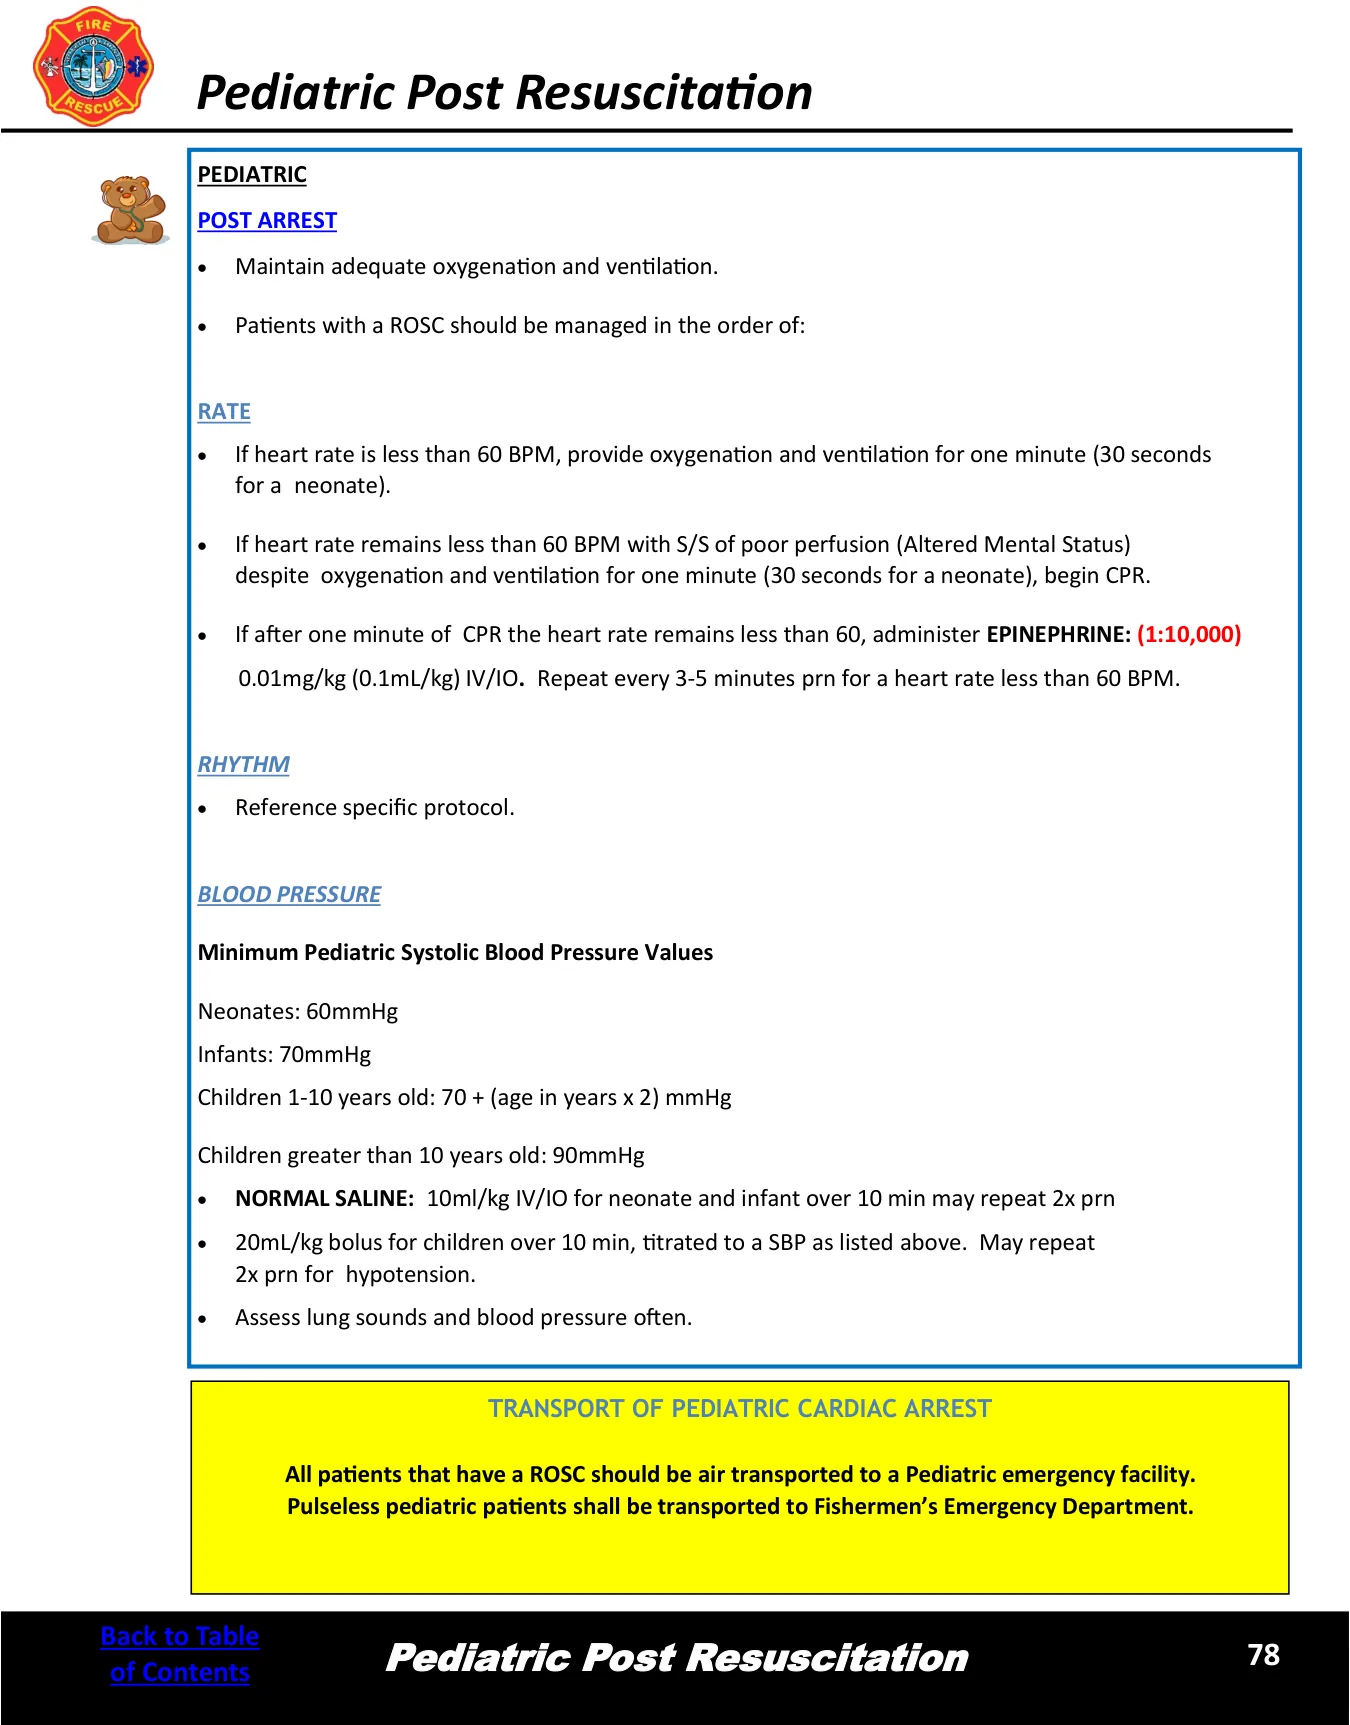 FIRE
RESCUE
Pediatric Post Resuscitation
PEDIATRIC
POST ARREST
• Maintain adequate oxygenation and ventilation.
• Patients with a ROSC should be managed in the order of:
RATE
• If heart rate is less than 60 BPM, provide oxygenation and ventilation for one minute (30 seconds
for a  neonate).
• If heart rate remains less than 60 BPM with S/S of poor perfusion (Altered Mental Status)
despite  oxygenation and ventilation for one minute (30 seconds for a neonate), begin CPR.
• If after one minute of  CPR the heart rate remains less than 60, administer EPINEPHRINE: (1:10,000)
0.01mg/kg (0.1mL/kg) IV/IO.  Repeat every 3-5 minutes prn for a heart rate less than 60 BPM.
RHYTHM
• Reference specific protocol.
BLOOD PRESSURE
Minimum Pediatric Systolic Blood Pressure Values
Neonates: 60mmHg
Infants: 70mmHg
Children 1-10 years old: 70 + (age in years x 2) mmHg
Children greater than 10 years old: 90mmHg
• NORMAL SALINE:  10ml/kg IV/IO for neonate and infant over 10 min may repeat 2x prn
• 20mL/kg bolus for children over 10 min, titrated to a SBP as listed above.  May repeat
2x prn for  hypotension.
• Assess lung sounds and blood pressure often.
TRANSPORT OF PEDIATRIC CARDIAC ARREST
All patients that have a ROSC should be air transported to a Pediatric emergency facility.
Pulseless pediatric patients shall be transported to Fishermen’s Emergency Department.
Back to Table
of Contents
Pediatric Post Resuscitation
78